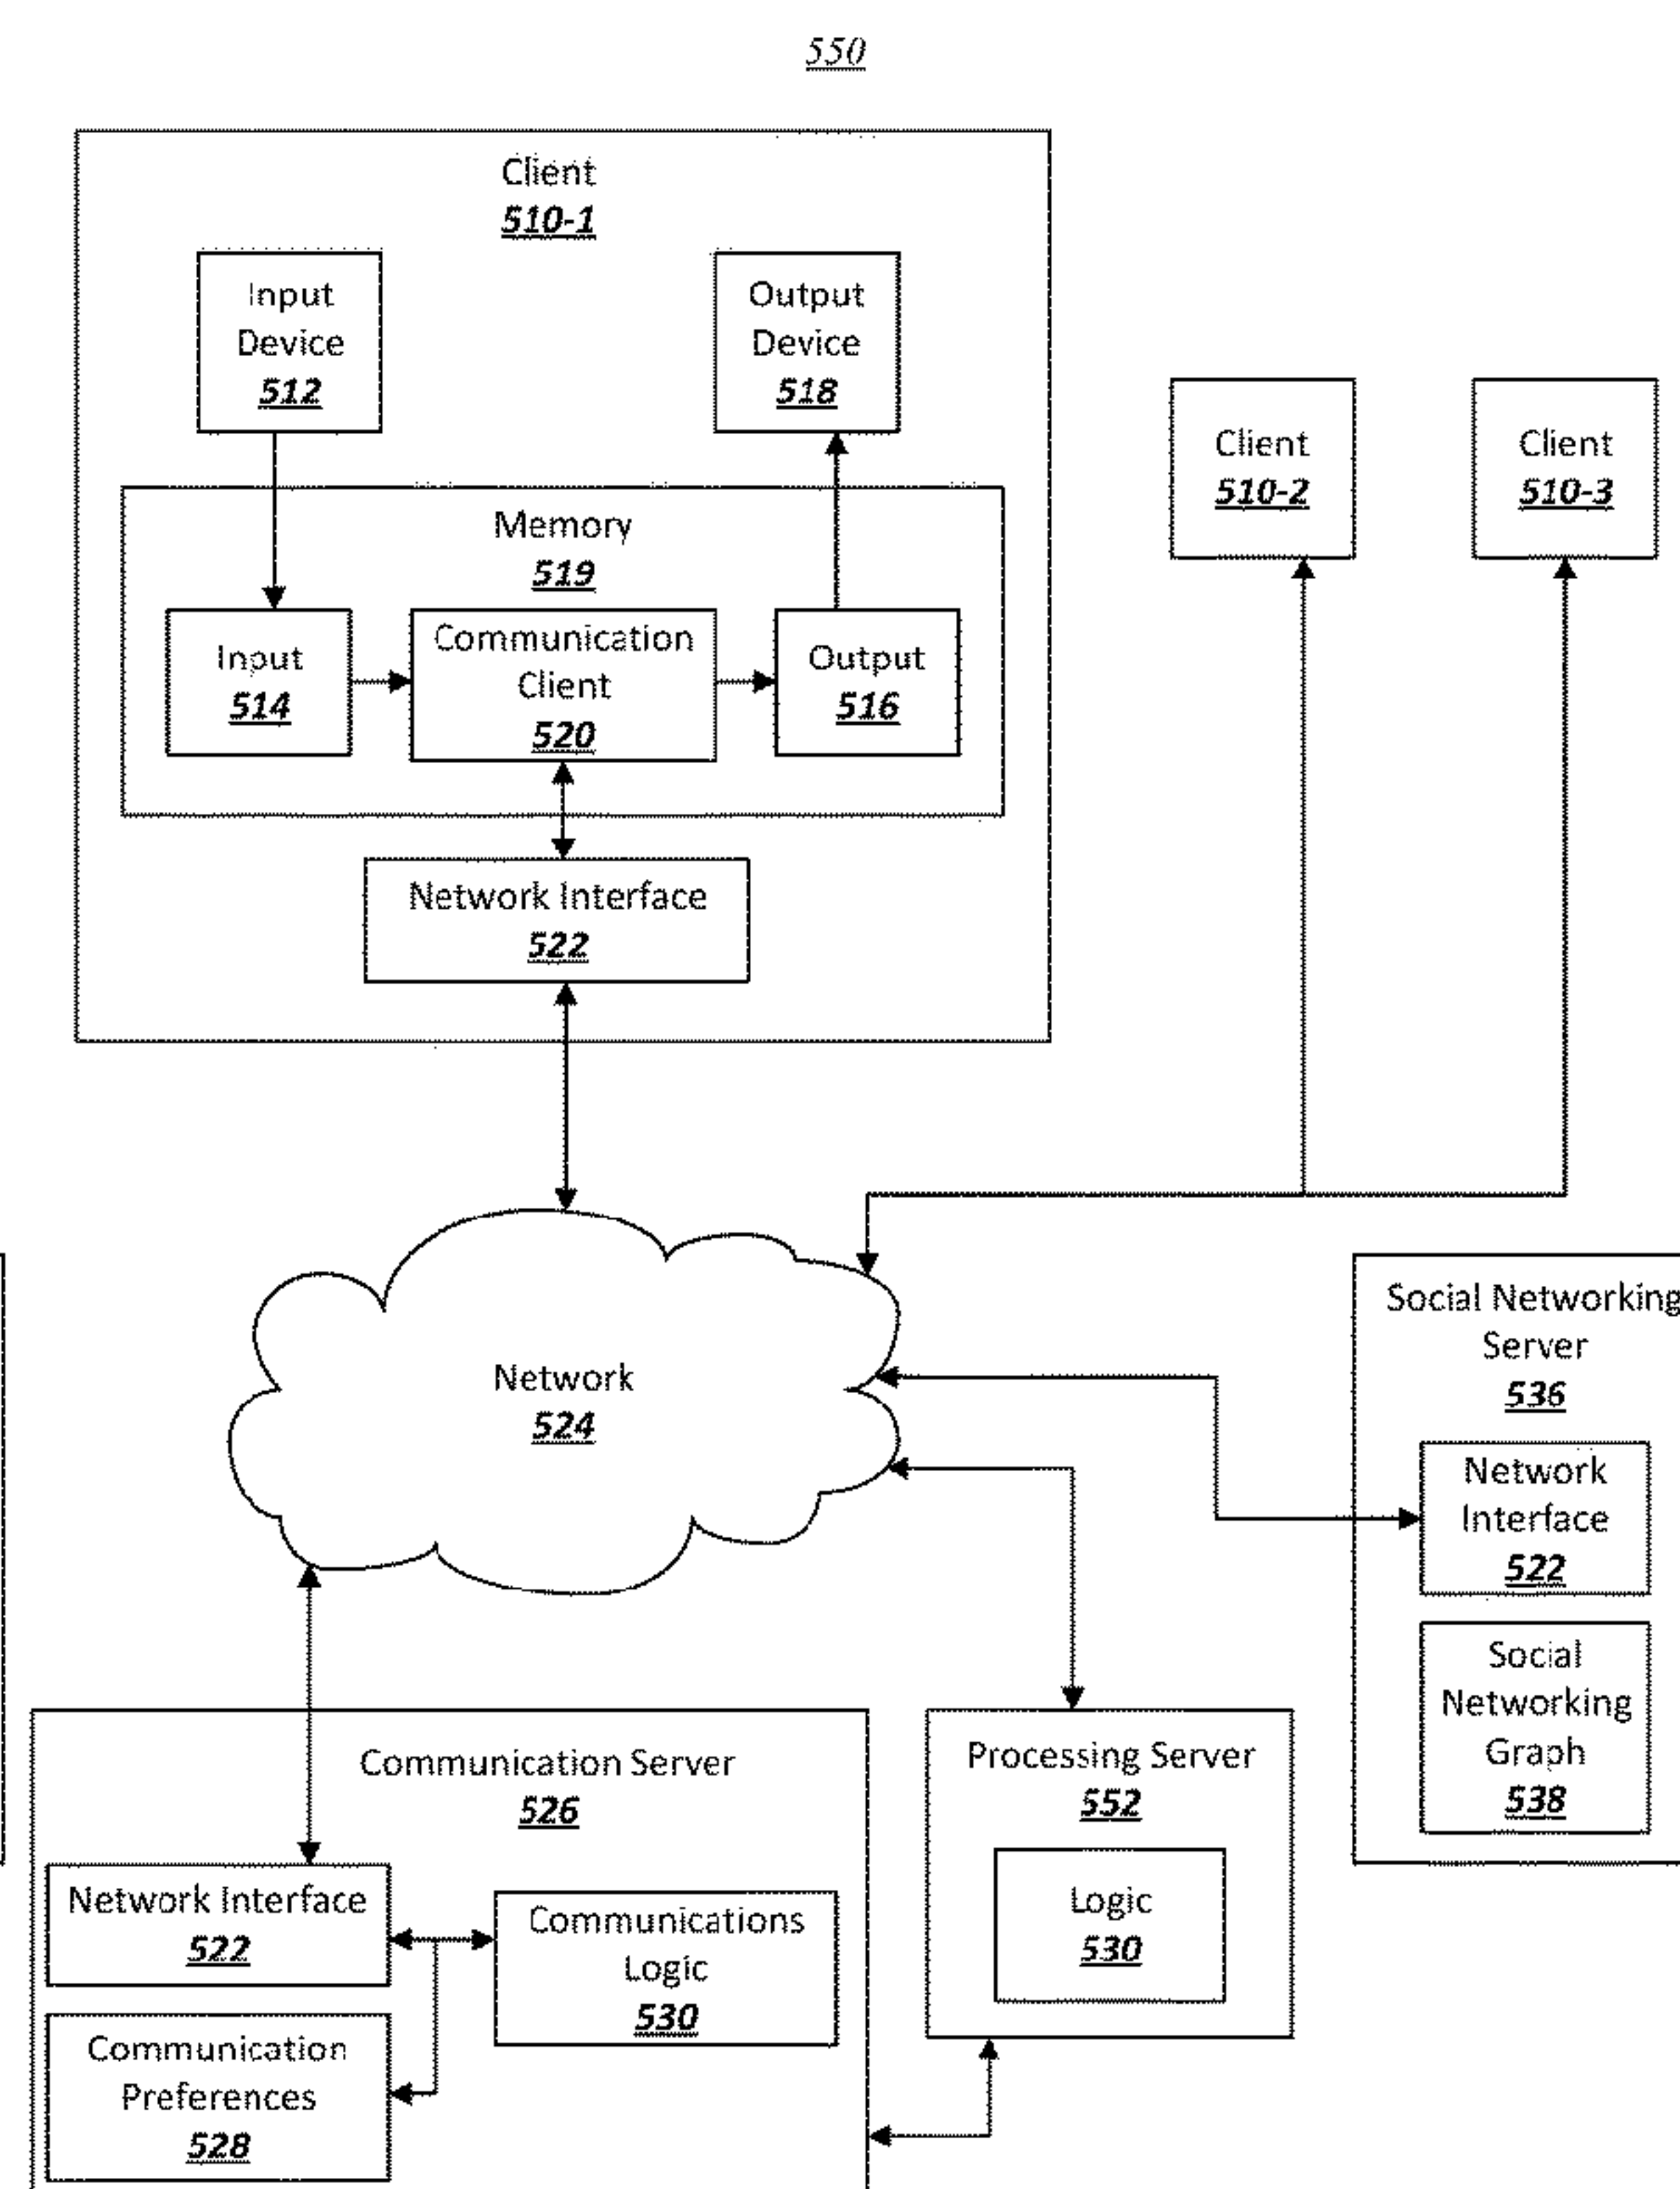 550
Client
510-1
Input
Device
512
Output
Device
518
Client
510-2
Client
510-3
Memory
519
Input
514
Communication
Client
520
Output
516
Network Interface
522
Network
524
Social Networking
Server
536
Network
Interface
522
Social
Networking
Graph
538
Communication Server
526
Network Interface
522
Communications
Logic
530
Communication
Preferences
528
Processing Server
552
Logic
530